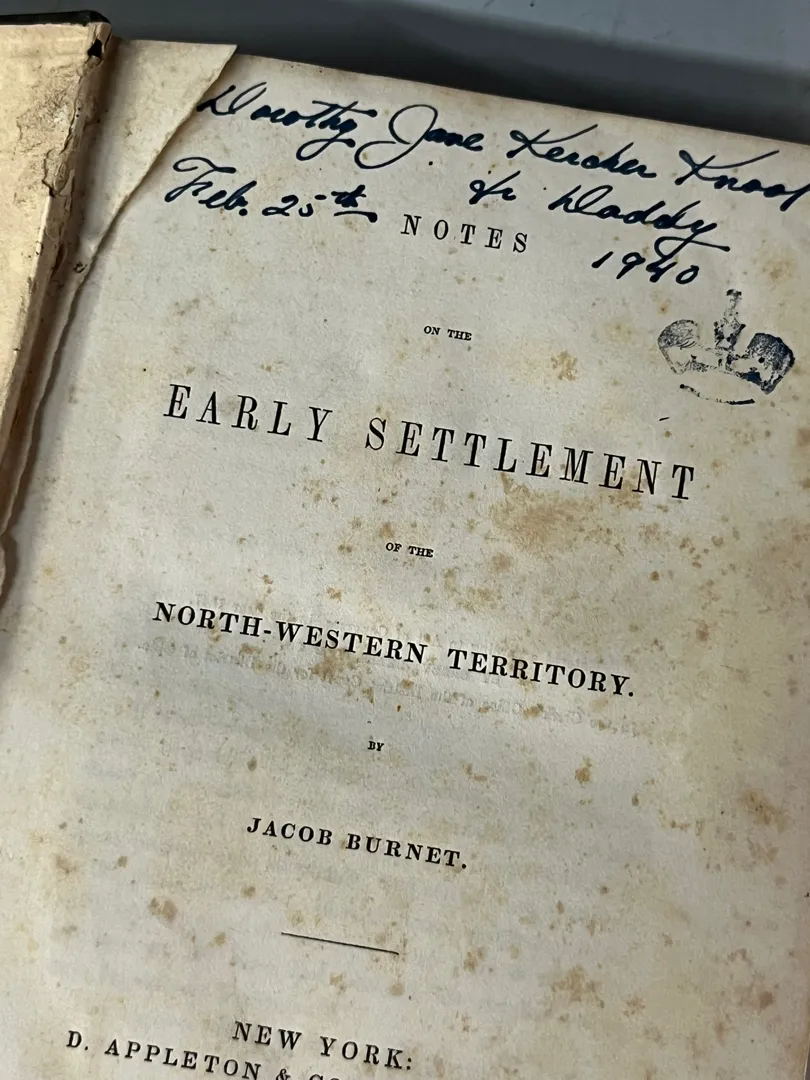 Dorothy Jane Kercher Knoop
fr Daddy
Feb. 25th
1940
NOTES
ON THE
EARLY SETTLEMENT
OF THE
NORTH-WESTERN TERRITORY.
BY
JACOB BURNET.
NEW YORK:
D. APPLETON &